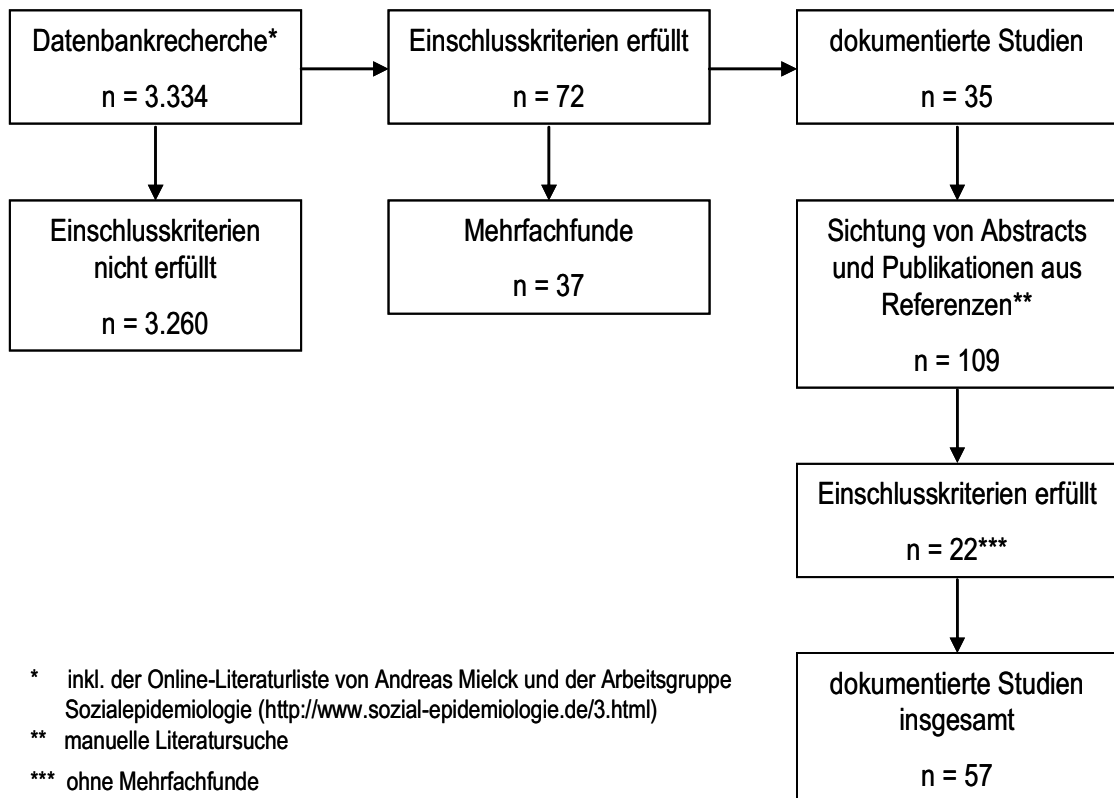 Datenbankrecherche*
n = 3.334
Einschlusskriterien erfüllt
n = 72
dokumentierte Studien
n = 35
Einschlusskriterien
nicht erfüllt
n = 3.260
Mehrfachfunde
n = 37
Sichtung von Abstracts
und Publikationen aus
Referenzen**
n = 109
Einschlusskriterien erfüllt
n = 22***
dokumentierte Studien
insgesamt
n = 57
* inkl. der Online-Literaturliste von Andreas Mielck und der Arbeitsgruppe
Sozialepidemiologie (http://www.sozial-epidemiologie.de/3.html)
** manuelle Literatursuche
*** ohne Mehrfachfunde